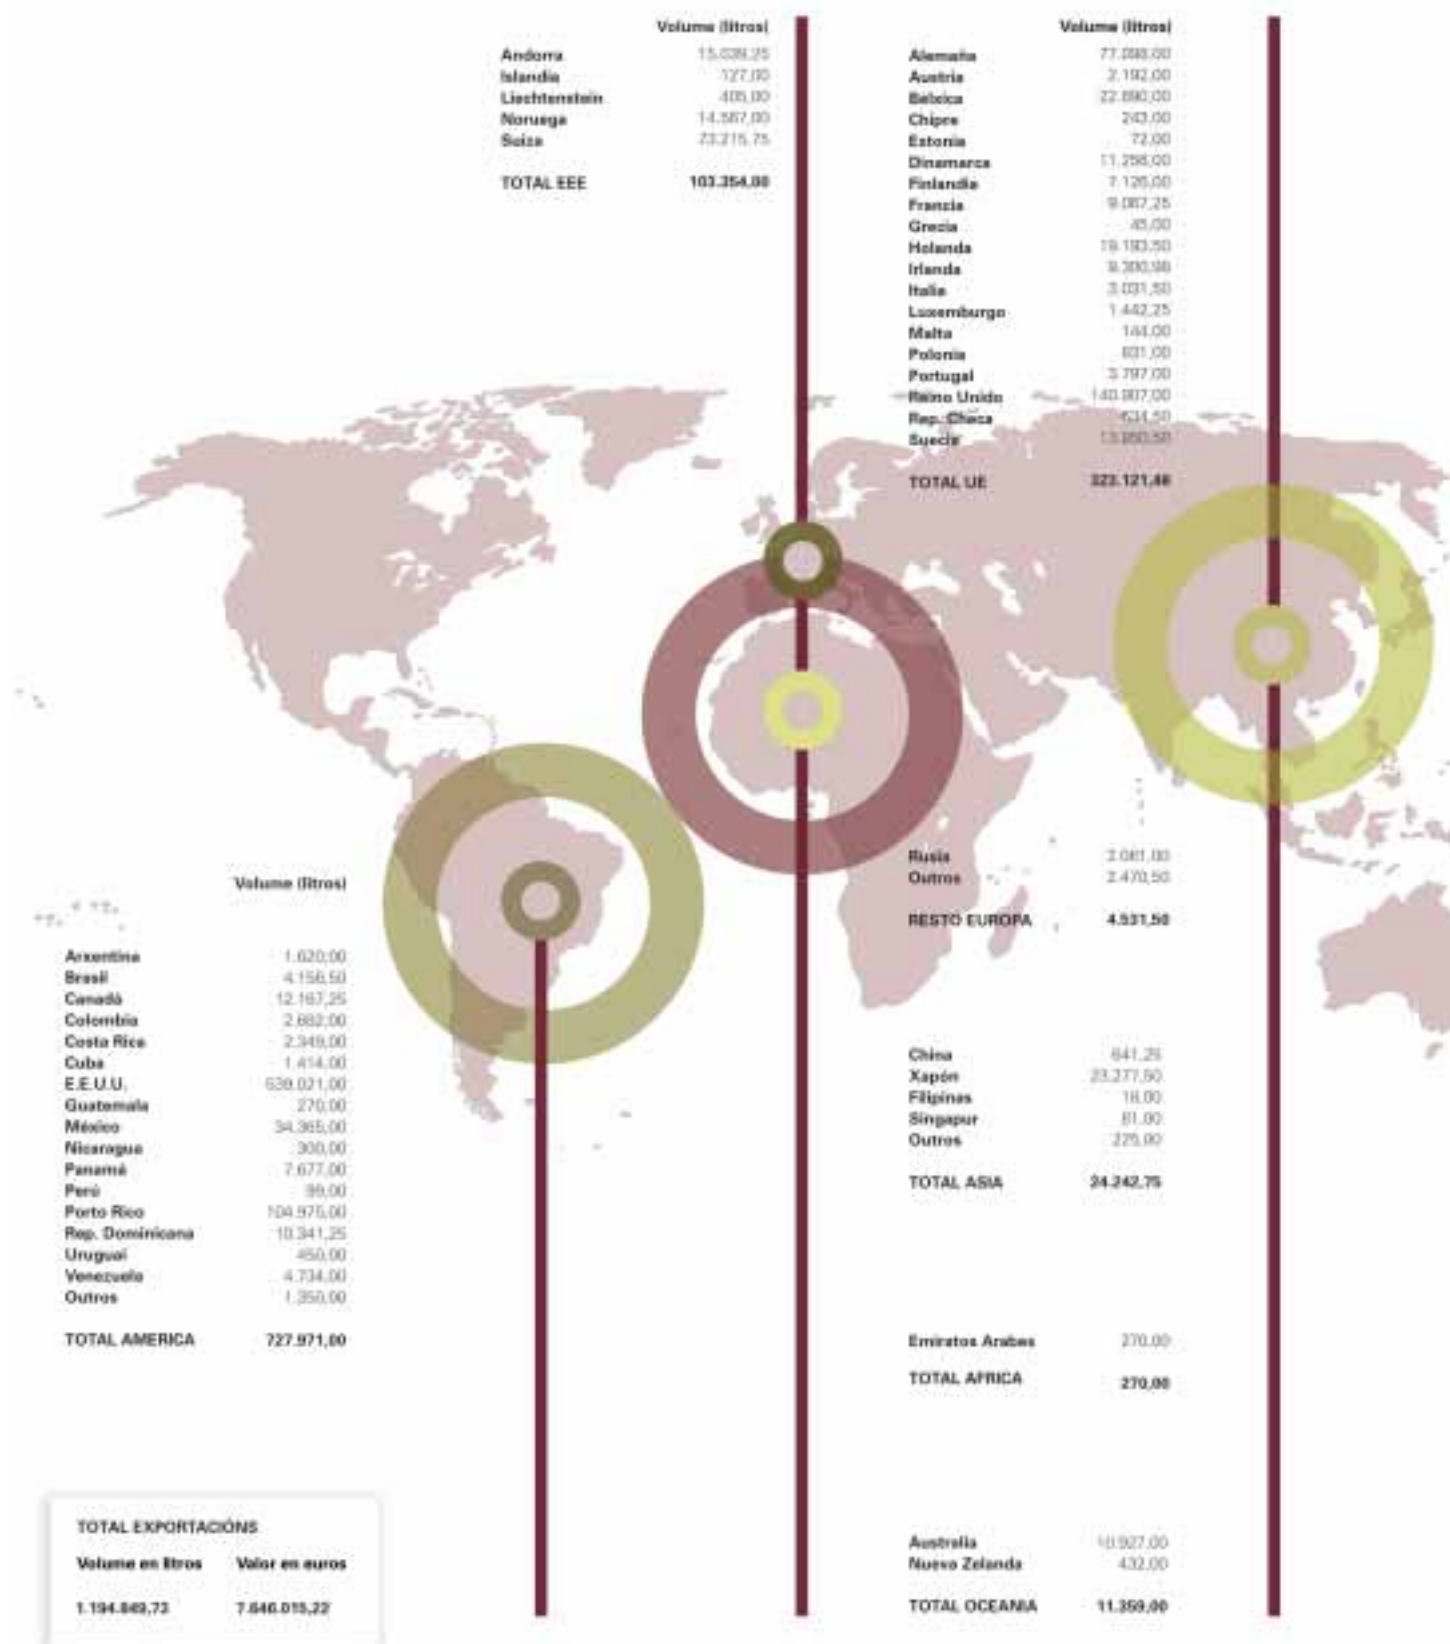 Volume (litros)
Andorra 15.039,25
Islandia 127,00
Liechtenstein 405,00
Noruega 14.567,00
Suiza 73.215,75
TOTAL EEE 103.354,00
Volume (litros)
Alemaña
Austria 2.192,00
Bélxica 22.890,00
Chipre 243,00
Estonia 72,00
Dinamarca 11.258,00
Finlandia 7.126,00
Francia
Grecia 45,00
Holanda 19.193,50
Irlanda 9.300,98
Italia 3.031,50
Luxemburgo 1.442,25
Malta 144,00
Polonia
Portugal 3.797,00
Reino Unido 140.907,00
Rep. Checa 634,50
Suecia
TOTAL UE 323.121,48
Rusia 2.061,00
Outros 2.470,50
RESTO EUROPA 4.531,50
Volume (litros)
Arxentina 1.620,00
Brasil 4.156,50
Canadá 12.167,25
Colombia 2.682,00
Costa Rica 2.349,00
Cuba 1.414,00
E.E.U.U. 539.021,00
Guatemala 270,00
México 34.365,00
Nicaragua 300,00
Panamá 7.677,00
Perú 99,00
Porto Rico 104.975,00
Rep. Dominicana 10.341,25
Uruguai 450,00
Venezuela 4.734,00
Outros 1.350,00
TOTAL AMERICA 727.971,00
China 641,25
Xapón 23.277,50
Filipinas 18,00
Singapur 81,00
Outros 225,00
TOTAL ASIA 24.242,75
Emiratos Arabes 270,00
TOTAL AFRICA 270,00
Australia 10.927,00
Nueva Zelanda 432,00
TOTAL OCEANIA 11.359,00
TOTAL EXPORTACIÓNS
Volume en litros Valor en euros
1.194.849,73 7.646.015,22